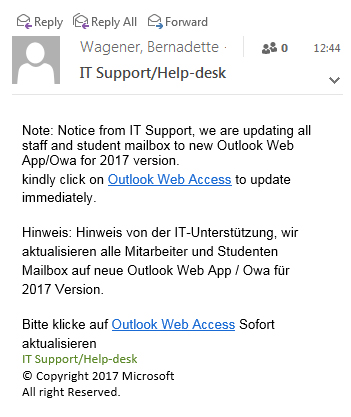 Reply Reply All Forward
Wagener, Bernadette · 0 12:44
IT Support/Help-desk
Note: Notice from IT Support, we are updating all
staff and student mailbox to new Outlook Web
App/Owa for 2017 version.
kindly click on Outlook Web Access to update
immediately.
Hinweis: Hinweis von der IT-Unterstützung, wir
aktualisieren alle Mitarbeiter und Studenten
Mailbox auf neue Outlook Web App / Owa für
2017 Version.
Bitte klicke auf Outlook Web Access Sofort
aktualisieren
IT Support/Help-desk
© Copyright 2017 Microsoft
All right Reserved.